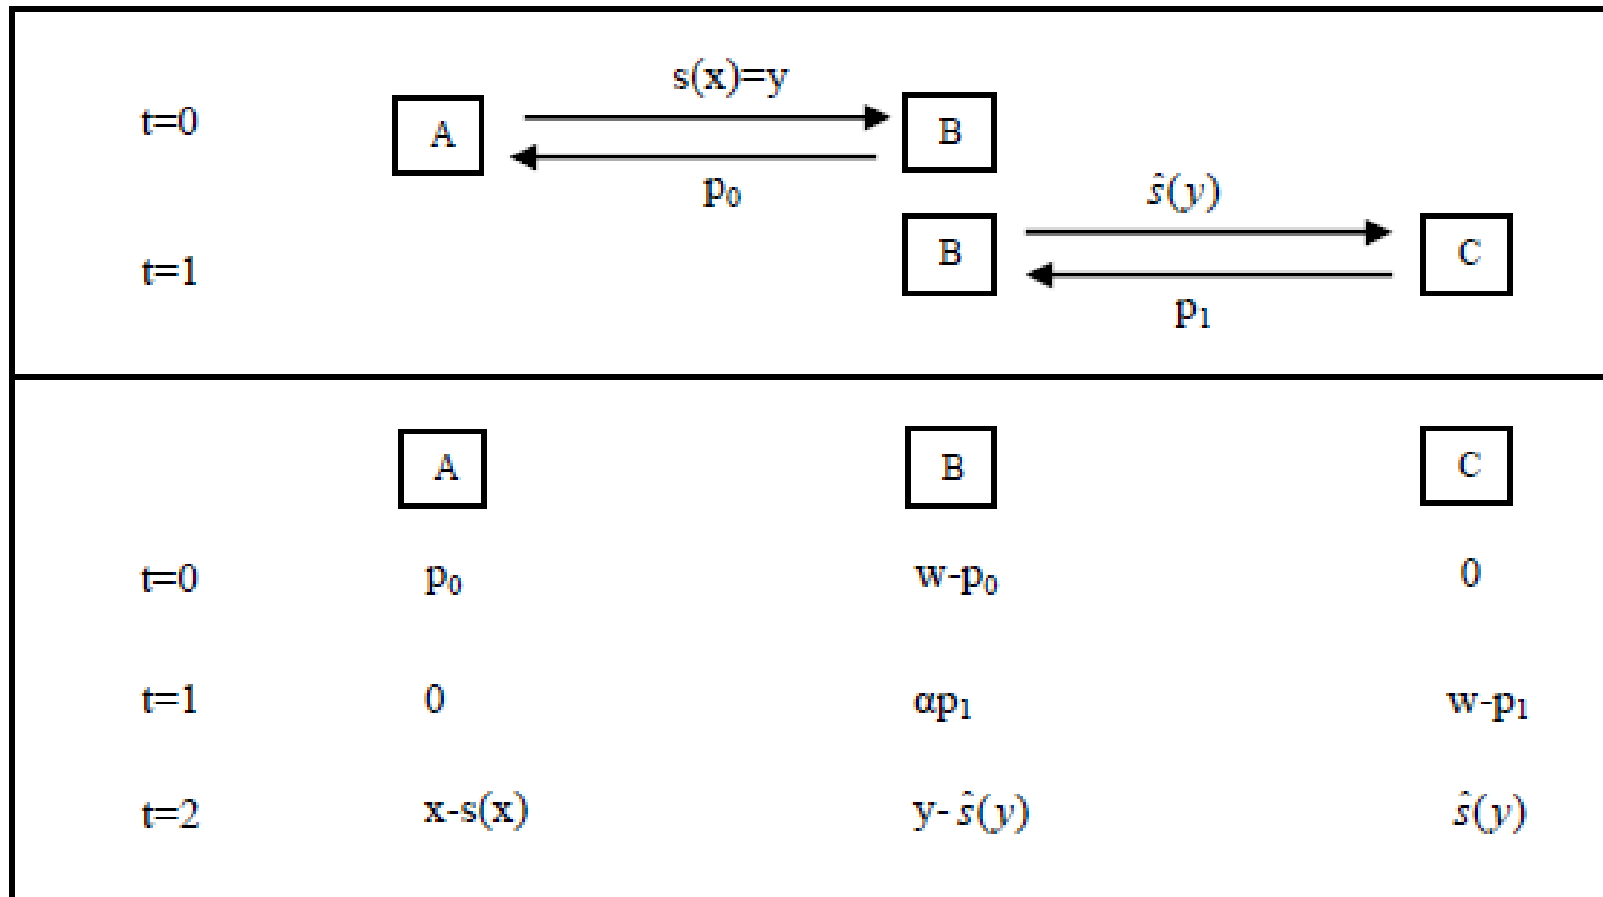 s(x)=y
t=0 A B
p₀
ŝ(y)
t=1 B C
p₁
A B C
t=0 p₀ w-p₀ 0
t=1 0 αp₁ w-p₁
t=2 x-s(x) y-ŝ(y) ŝ(y)